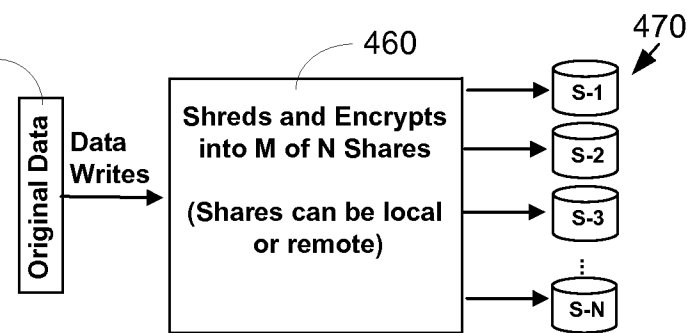 470
460
S-1
Shreds and Encrypts
into M of N Shares
(Shares can be local
or remote)
Original Data
Data
Writes
S-2
S-3
S-N